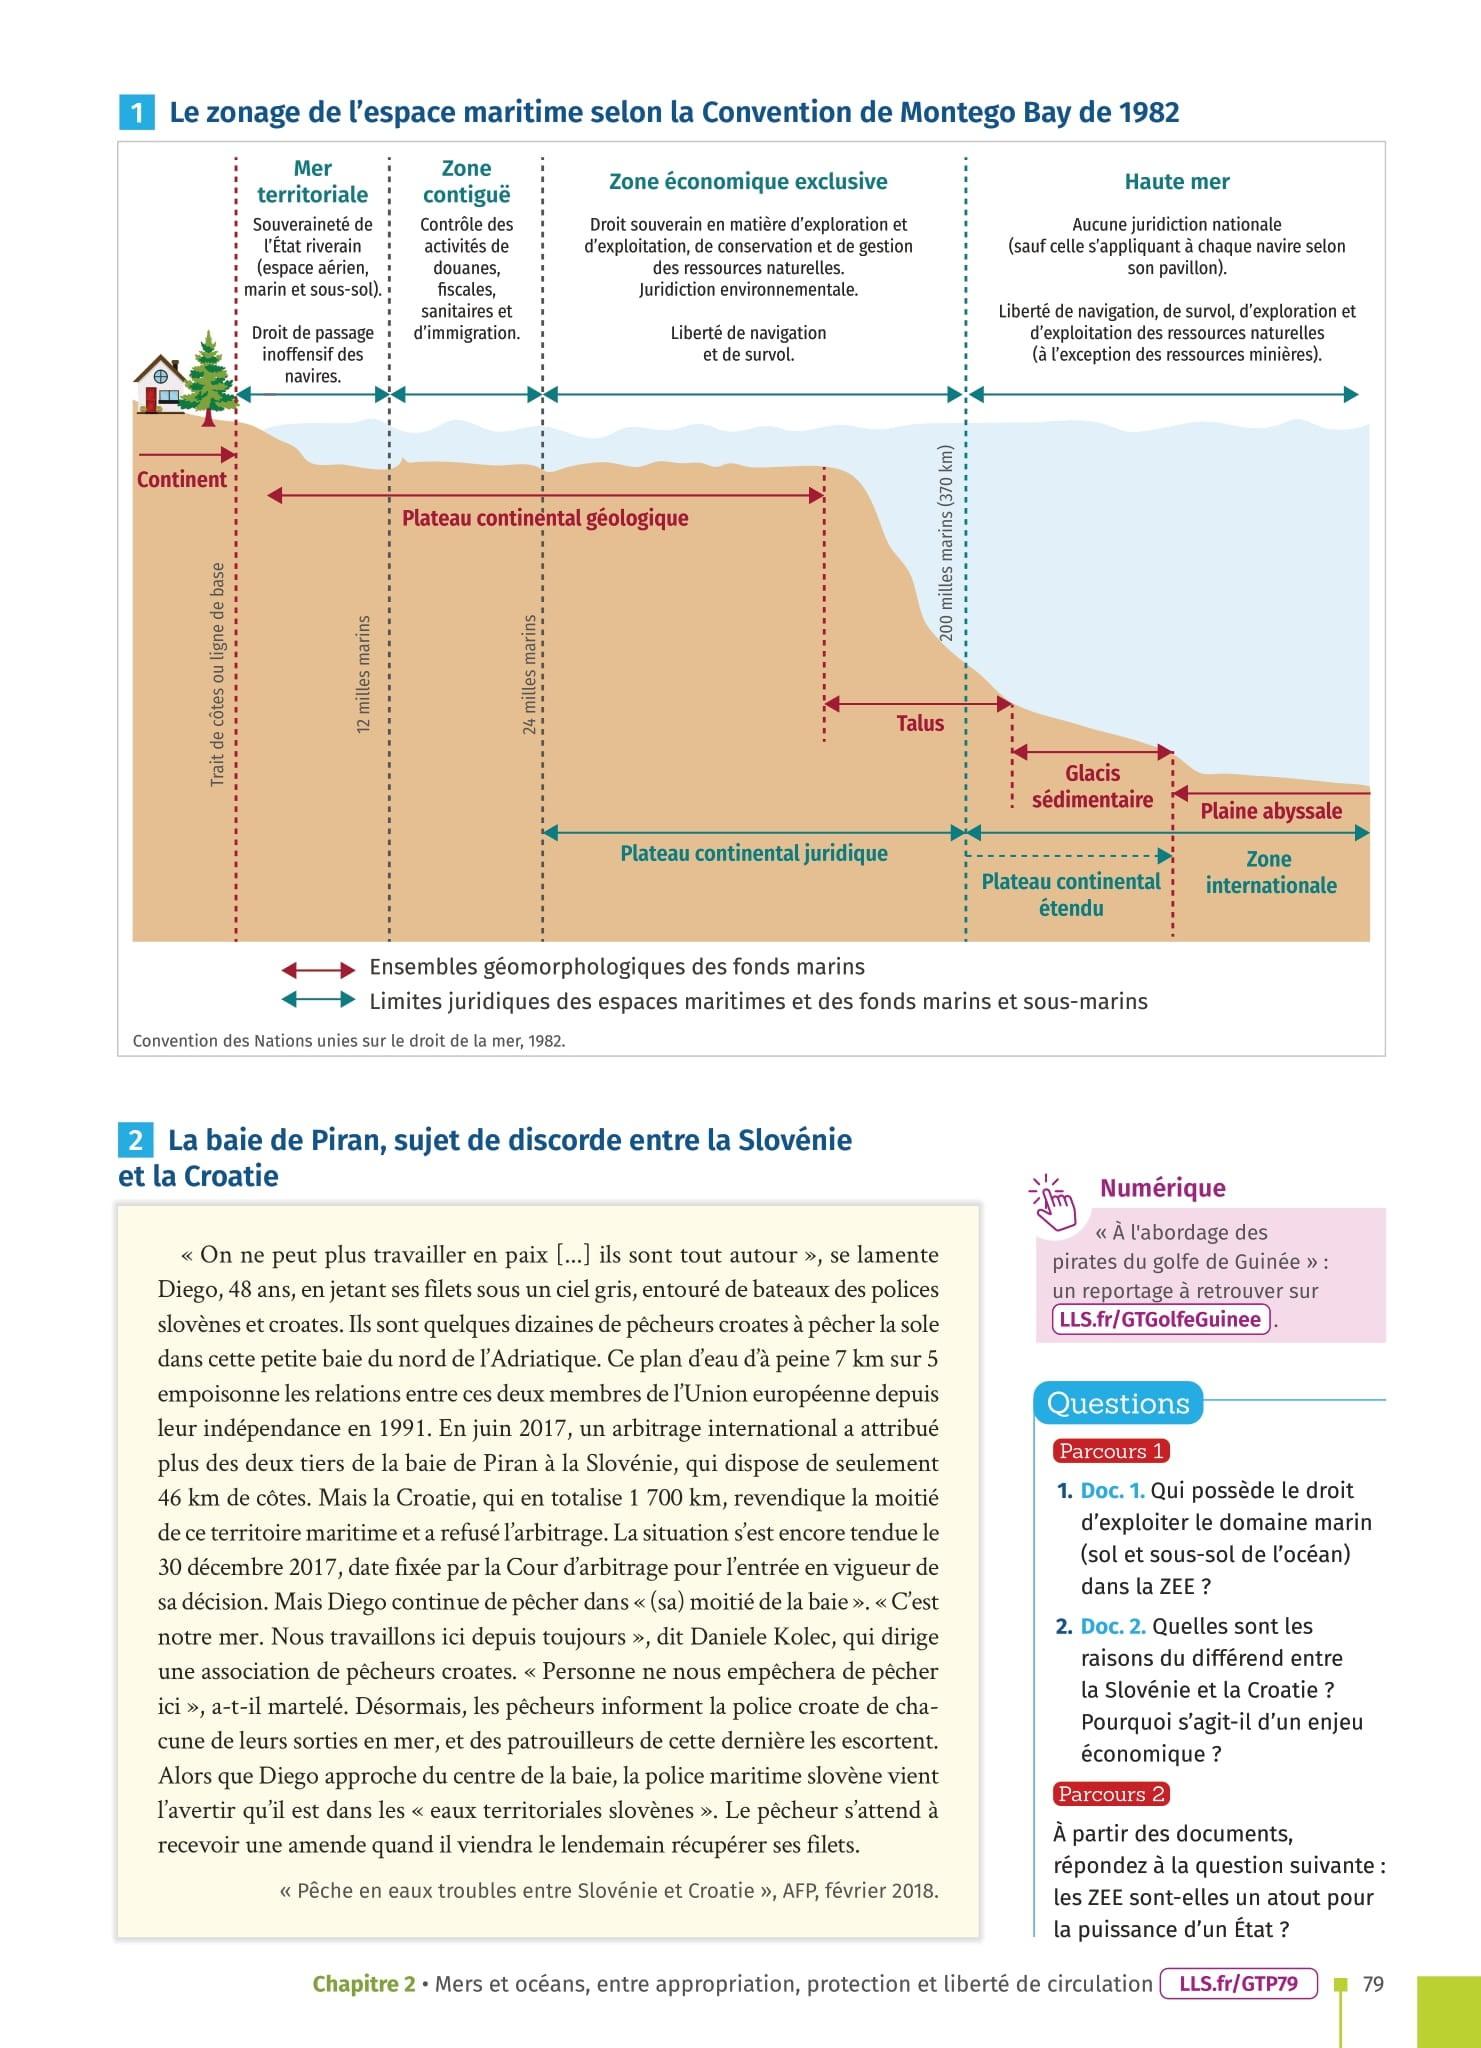 1 Le zonage de l’espace maritime selon la Convention de Montego Bay de 1982
Mer
territoriale
Souveraineté de
l’État riverain
(espace aérien,
marin et sous-sol).
Droit de passage
inoffensif des
navires.
Zone
contiguë
Contrôle des
activités de
douanes,
fiscales,
sanitaires et
d’immigration.
Zone économique exclusive
Droit souverain en matière d’exploration et
d’exploitation, de conservation et de gestion
des ressources naturelles.
Juridiction environnementale.
Liberté de navigation
et de survol.
Haute mer
Aucune juridiction nationale
(sauf celle s’appliquant à chaque navire selon
son pavillon).
Liberté de navigation, de survol, d’exploration et
d’exploitation des ressources naturelles
(à l’exception des ressources minières).
Continent
Plateau continental géologique
Trait de côtes ou ligne de base
12 milles marins
24 milles marins
200 milles marins (370 km)
Talus
Glacis
sédimentaire
Plaine abyssale
Plateau continental juridique
Plateau continental
étendu
Zone
internationale
Ensembles géomorphologiques des fonds marins
Limites juridiques des espaces maritimes et des fonds marins et sous-marins
Convention des Nations unies sur le droit de la mer, 1982.
2 La baie de Piran, sujet de discorde entre la Slovénie
et la Croatie
« On ne peut plus travailler en paix [...] ils sont tout autour », se lamente
Diego, 48 ans, en jetant ses filets sous un ciel gris, entouré de bateaux des polices
slovènes et croates. Ils sont quelques dizaines de pêcheurs croates à pêcher la sole
dans cette petite baie du nord de l’Adriatique. Ce plan d’eau d’à peine 7 km sur 5
empoisonne les relations entre ces deux membres de l’Union européenne depuis
leur indépendance en 1991. En juin 2017, un arbitrage international a attribué
plus des deux tiers de la baie de Piran à la Slovénie, qui dispose de seulement
46 km de côtes. Mais la Croatie, qui en totalise 1 700 km, revendique la moitié
de ce territoire maritime et a refusé l’arbitrage. La situation s’est encore tendue le
30 décembre 2017, date fixée par la Cour d’arbitrage pour l’entrée en vigueur de
sa décision. Mais Diego continue de pêcher dans « (sa) moitié de la baie ». « C’est
notre mer. Nous travaillons ici depuis toujours », dit Daniele Kolec, qui dirige
une association de pêcheurs croates. « Personne ne nous empêchera de pêcher
ici », a-t-il martelé. Désormais, les pêcheurs informent la police croate de cha-
cune de leurs sorties en mer, et des patrouilleurs de cette dernière les escortent.
Alors que Diego approche du centre de la baie, la police maritime slovène vient
l’avertir qu’il est dans les « eaux territoriales slovènes ». Le pêcheur s’attend à
recevoir une amende quand il viendra le lendemain récupérer ses filets.
« Pêche en eaux troubles entre Slovénie et Croatie », AFP, février 2018.
Numérique
« À l'abordage des
pirates du golfe de Guinée » :
un reportage à retrouver sur
LLS.fr/GTGolfeGuinee .
Questions
Parcours 1
1. Doc. 1. Qui possède le droit
d’exploiter le domaine marin
(sol et sous-sol de l’océan)
dans la ZEE ?
2. Doc. 2. Quelles sont les
raisons du différend entre
la Slovénie et la Croatie ?
Pourquoi s’agit-il d’un enjeu
économique ?
Parcours 2
À partir des documents,
répondez à la question suivante :
les ZEE sont-elles un atout pour
la puissance d’un État ?
Chapitre 2 • Mers et océans, entre appropriation, protection et liberté de circulation LLS.fr/GTP79 79